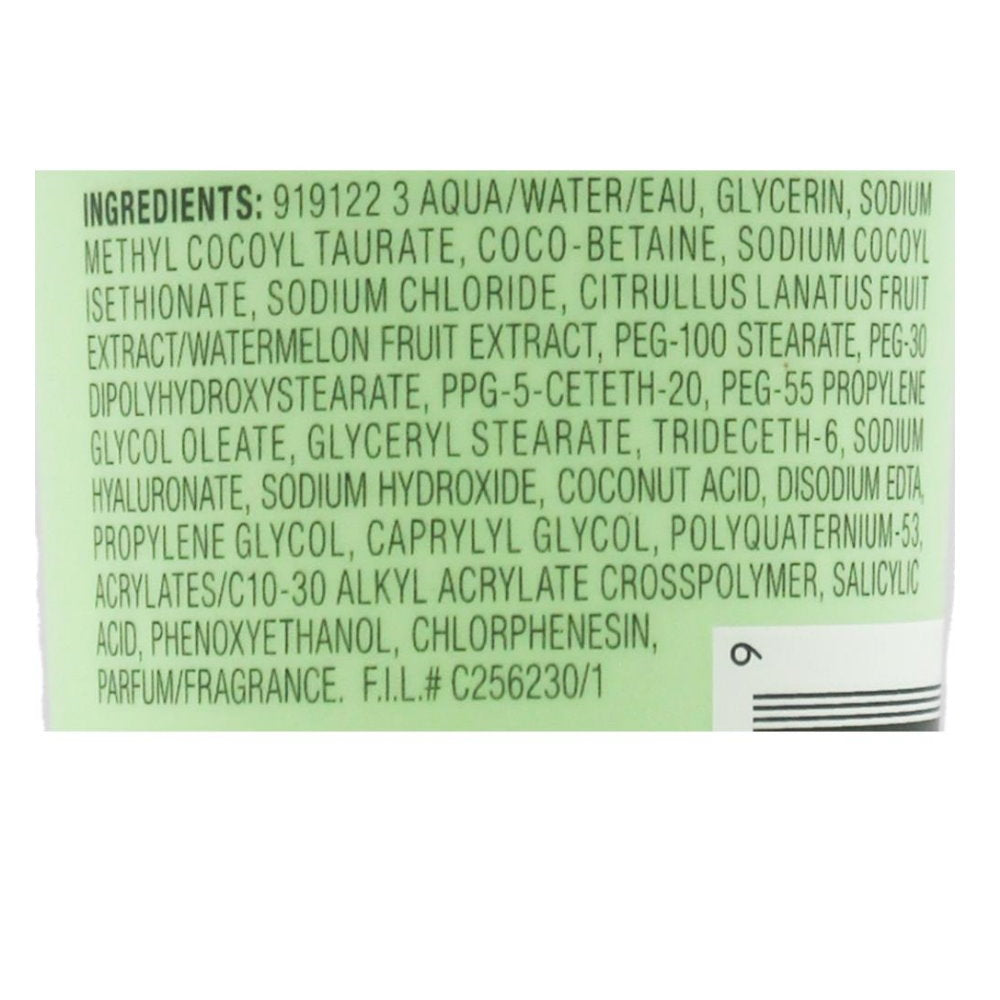 INGREDIENTS: 919122 3 AQUA/WATER/EAU, GLYCERIN, SODIUM
METHYL COCOYL TAURATE, COCO-BETAINE, SODIUM COCOYL
ISETHIONATE, SODIUM CHLORIDE, CITRULLUS LANATUS FRUIT
EXTRACT/WATERMELON FRUIT EXTRACT, PEG-100 STEARATE, PEG-30
DIPOLYHYDROXYSTEARATE, PPG-5-CETETH-20, PEG-55 PROPYLENE
GLYCOL OLEATE, GLYCERYL STEARATE, TRIDECETH-6, SODIUM
HYALURONATE, SODIUM HYDROXIDE, COCONUT ACID, DISODIUM EDTA,
PROPYLENE GLYCOL, CAPRYLYL GLYCOL, POLYQUATERNIUM-53,
ACRYLATES/C10-30 ALKYL ACRYLATE CROSSPOLYMER, SALICYLIC
ACID, PHENOXYETHANOL, CHLORPHENESIN,
PARFUM/FRAGRANCE. F.I.L.# C256230/1
9